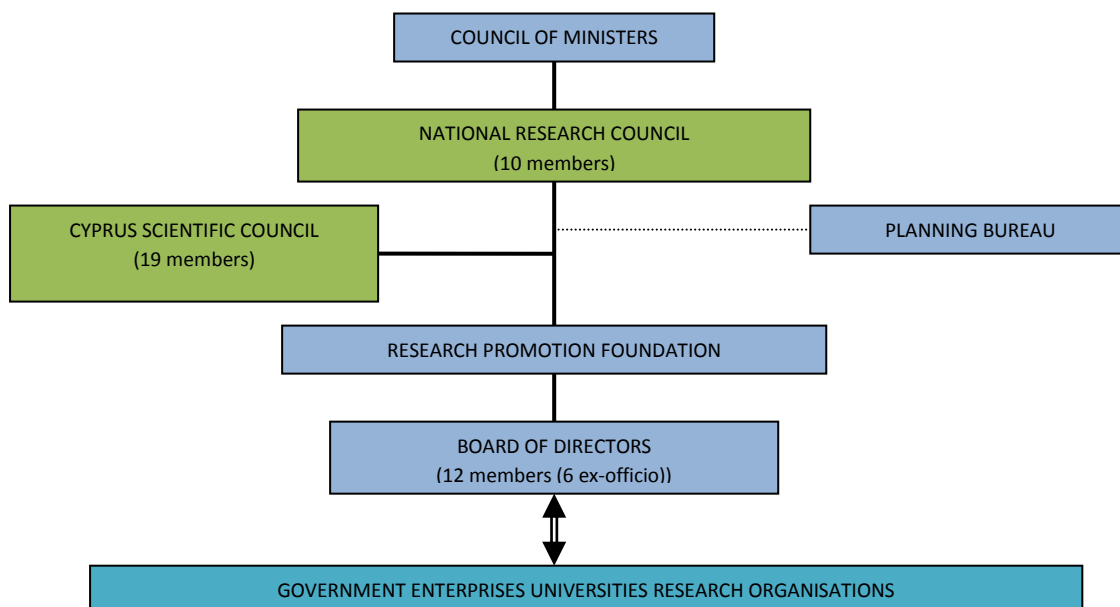 COUNCIL OF MINISTERS
NATIONAL RESEARCH COUNCIL
(10 members)
CYPRUS SCIENTIFIC COUNCIL
(19 members)
PLANNING BUREAU
RESEARCH PROMOTION FOUNDATION
BOARD OF DIRECTORS
(12 members (6 ex-officio))
GOVERNMENT ENTERPRISES UNIVERSITIES RESEARCH ORGANISATIONS